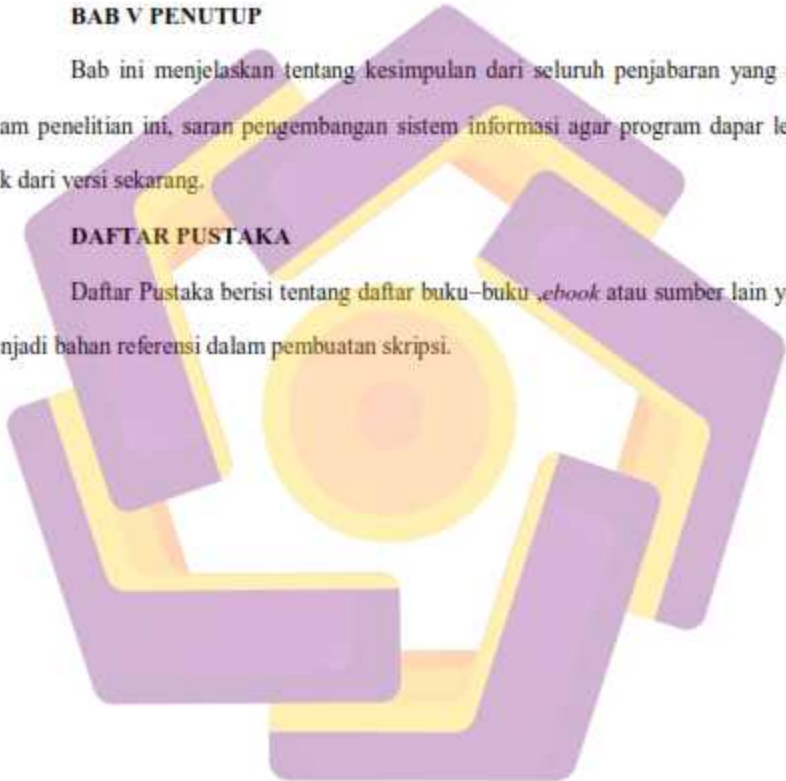 BAB V PENUTUP
Bab ini menjelaskan tentang kesimpulan dari seluruh penjabaran yang
am penelitian ini, saran pengembangan sistem informasi agar program dapar le
k dari versi sekarang.
DAFTAR PUSTAKA
Daftar Pustaka berisi tentang daftar buku–buku ,ebook atau sumber lain y
njadi bahan referensi dalam pembuatan skripsi.